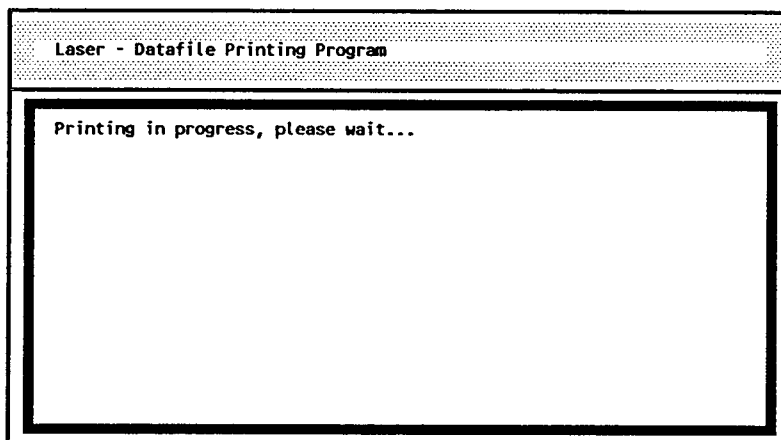 Laser - Datafile Printing Program
Printing in progress, please wait...